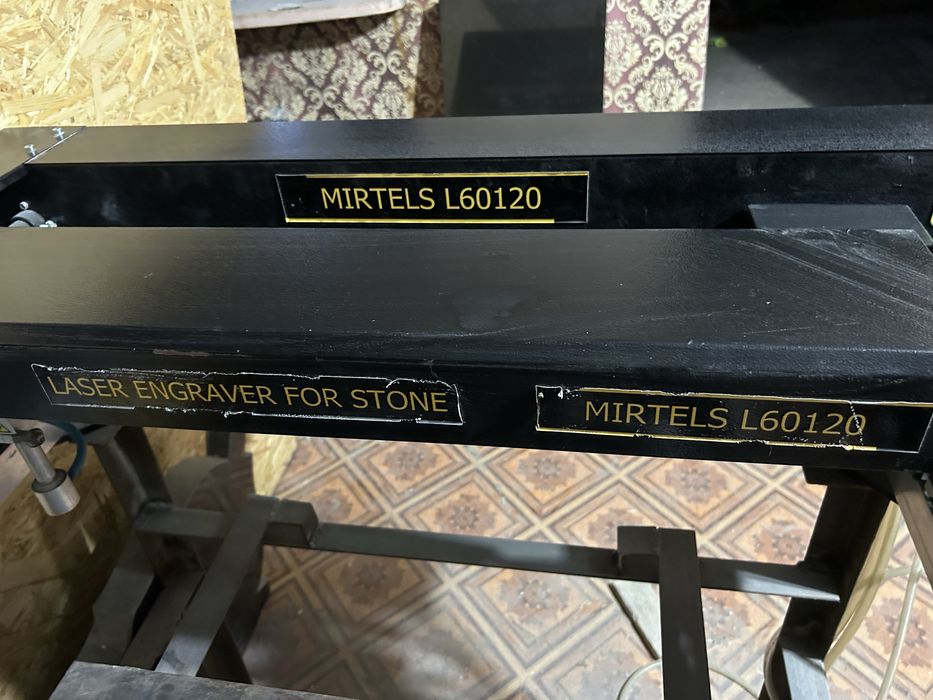 MIRTELS L60120
LASER ENGRAVER FOR STONE
MIRTELS L60120